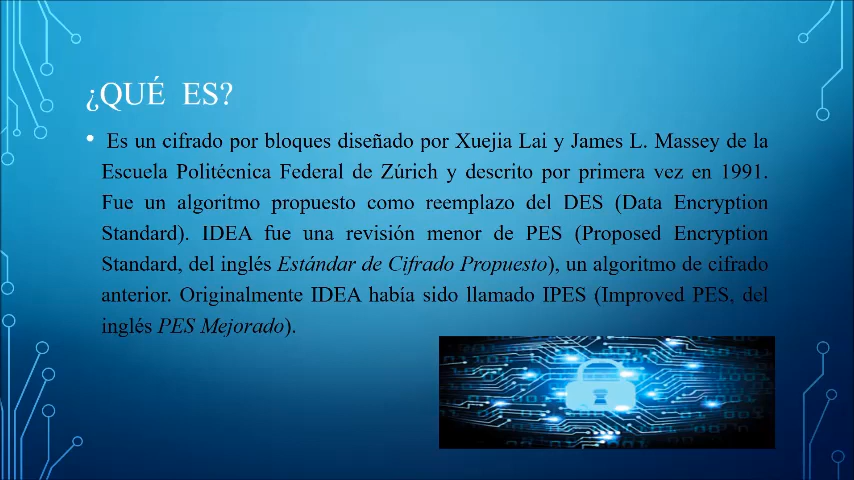 ¿QUÉ ES?
• Es un cifrado por bloques diseñado por Xuejia Lai y James L. Massey de la
Escuela Politécnica Federal de Zúrich y descrito por primera vez en 1991.
Fue un algoritmo propuesto como reemplazo del DES (Data Encryption
Standard). IDEA fue una revisión menor de PES (Proposed Encryption
Standard, del inglés Estándar de Cifrado Propuesto), un algoritmo de cifrado
anterior. Originalmente IDEA había sido llamado IPES (Improved PES, del
inglés PES Mejorado).